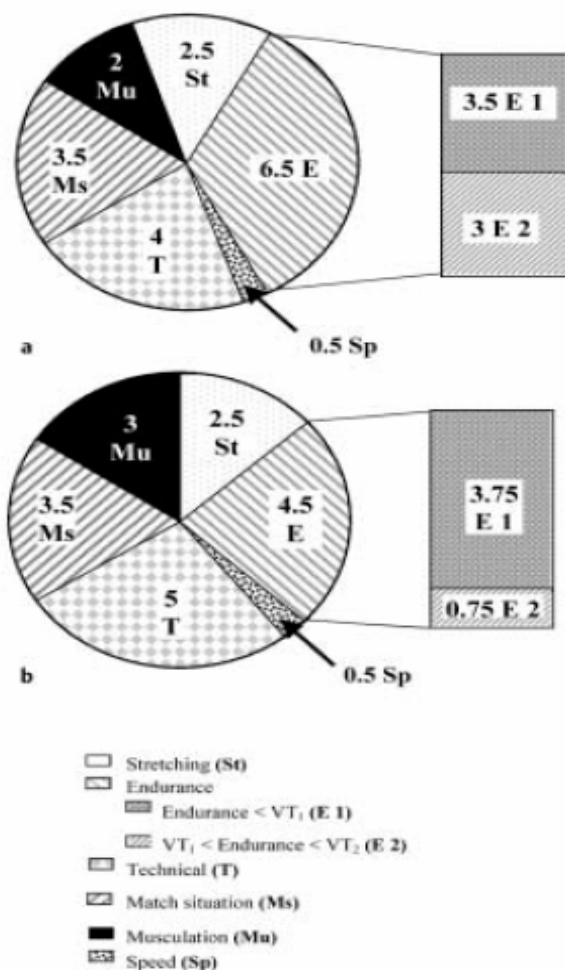 2
Mu
2.5
St
3.5
Ms
6.5 E
4
T
3.5 E 1
3 E 2
0.5 Sp
a
3
Mu
2.5
St
3.5
Ms
4.5
E
5
T
3.75
E 1
0.75 E 2
0.5 Sp
b
Stretching (St)
Endurance
Endurance < VT₁ (E 1)
VT₁ < Endurance < VT₂ (E 2)
Technical (T)
Match situation (Ms)
Musculation (Mu)
Speed (Sp)